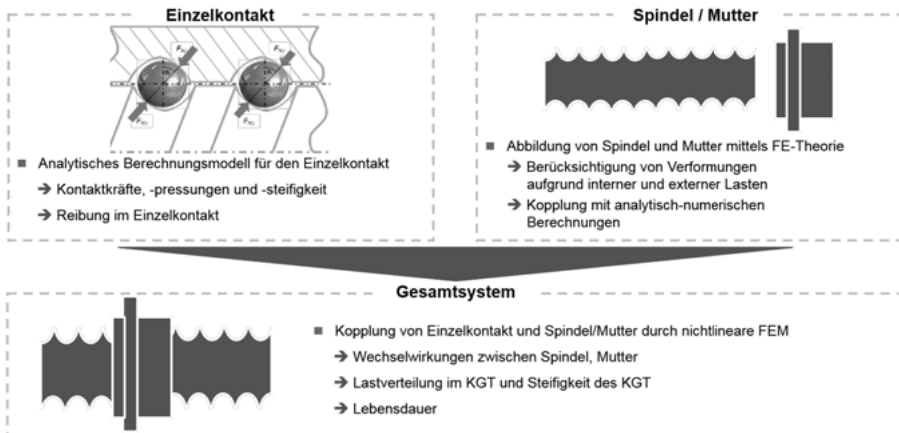 Einzelkontakt
Analytisches Berechnungsmodell für den Einzelkontakt
→ Kontaktkräfte, -pressungen und -steifigkeit
→ Reibung im Einzelkontakt
Spindel / Mutter
Abbildung von Spindel und Mutter mittels FE-Theorie
→ Berücksichtigung von Verformungen
aufgrund interner und externer Lasten
→ Kopplung mit analytisch-numerischen
Berechnungen
Gesamtsystem
Kopplung von Einzelkontakt und Spindel/Mutter durch nichtlineare FEM
→ Wechselwirkungen zwischen Spindel, Mutter
→ Lastverteilung im KGT und Steifigkeit des KGT
→ Lebensdauer